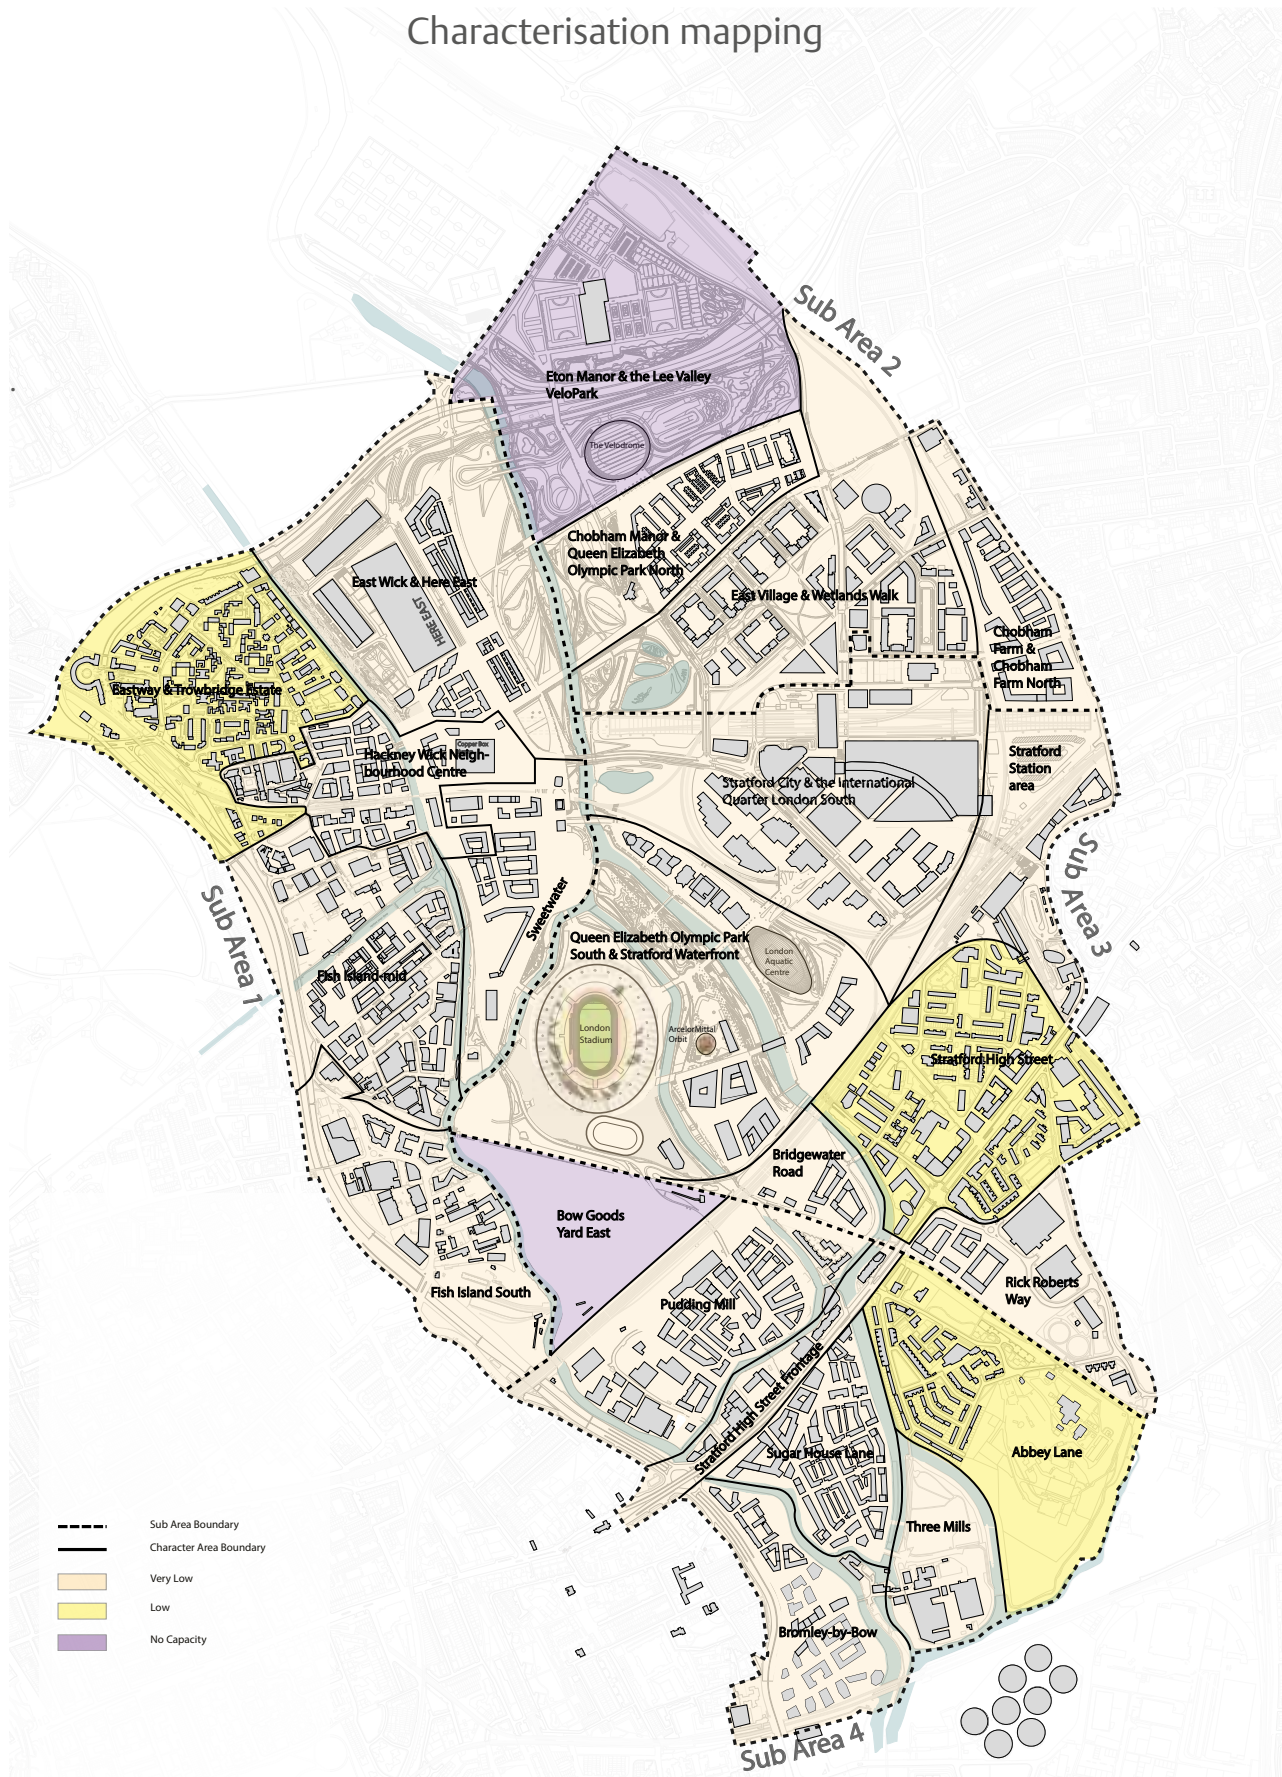 Characterisation mapping
Sub Area 2
Eton Manor & the Lee Valley
VeloPark
The Velodrome
Chobham Manor &
Queen Elizabeth
Olympic Park North
East Wick & Here East
HERE EAST
East Village & Wetlands Walk
Chobham
Farm &
Chobham
Farm North
Eastway & Trowbridge Estate
Copper Box
Hackney Wick Neigh-
bourhood Centre
Stratford
Station
area
Stratford City & the International
Quarter London South
Sub Area 3
Sub Area 1
Sweetwater
Queen Elizabeth Olympic Park
South & Stratford Waterfront
London
Aquatic
Centre
Fish Island-mid
London
Stadium
ArcelorMittal
Orbit
Stratford High Street
Bridgewater
Road
Bow Goods
Yard East
Fish Island South
Pudding Mill
Rick Roberts
Way
Stratford High Street Frontage
Sugar House Lane
Abbey Lane
Three Mills
Bromley-by-Bow
Sub Area 4
Sub Area Boundary
Character Area Boundary
Very Low
Low
No Capacity